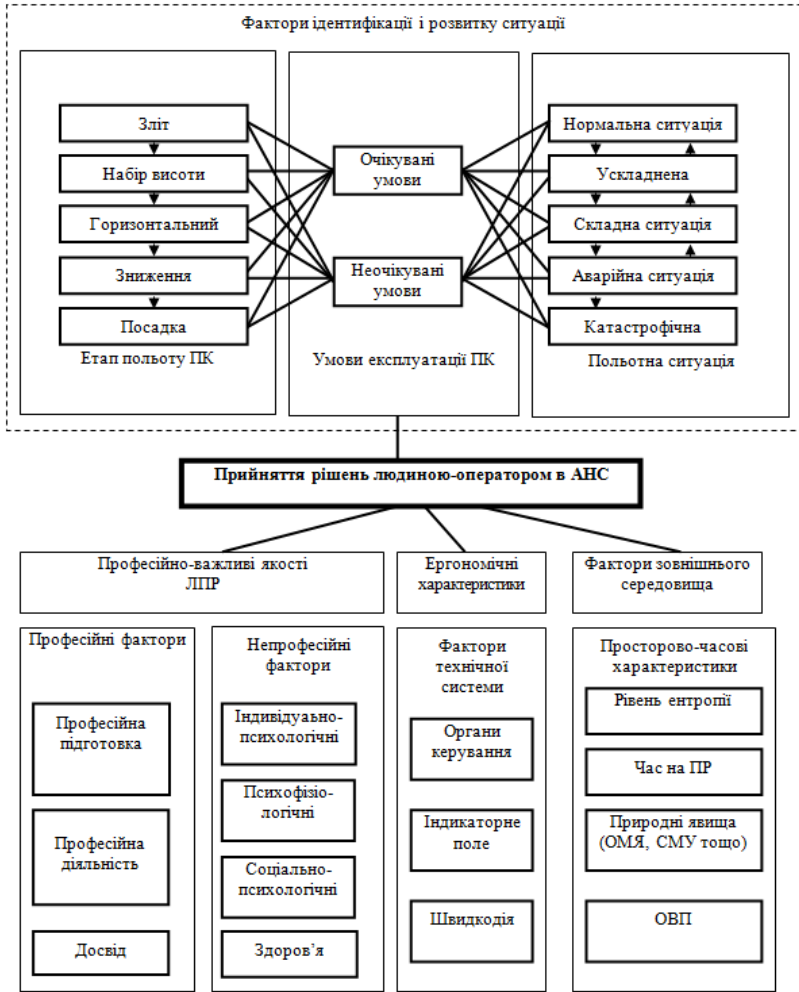 Фактори ідентифікації і розвитку ситуації
Зліт
Набір висоти
Горизонтальний
Зниження
Посадка
Етап польоту ПК
Очікувані
умови
Неочікувані
умови
Умови експлуатації ПК
Нормальна ситуація
Ускладнена
Складна ситуація
Аварійна ситуація
Катастрофічна
Польотна ситуація
Прийняття рішень людиною-оператором в АНС
Професійно-важливі якості
ЛПР
Ергономічні
характеристики
Фактори зовнішнього
середовища
Професійні фактори
Професійна
підготовка
Професійна
діяльність
Досвід
Непрофесійні
фактори
Індивідуально-
психологічні
Психофізіо-
логічні
Соціально-
психологічні
Здоров’я
Фактори
технічної
системи
Органи
керування
Індикаторне
поле
Швидкодія
Просторово-часові
характеристики
Рівень ентропії
Час на ПР
Природні явища
(ОМЯ, СМУ тощо)
ОВП